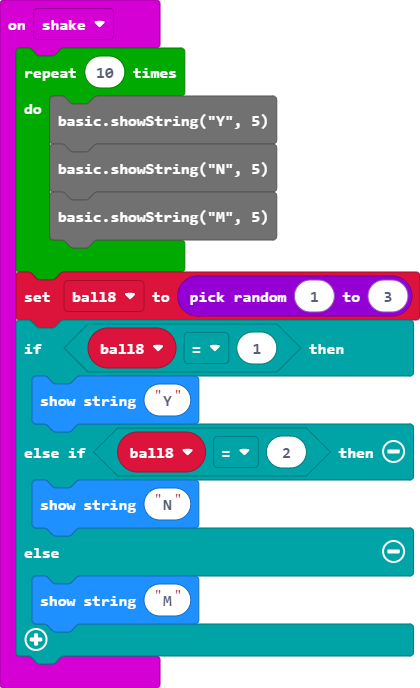 on shake
repeat 10 times
do
basic.showString("Y", 5)
basic.showString("N", 5)
basic.showString("M", 5)
set ball8 to pick random 1 to 3
if ball8 = 1 then
show string "Y"
else if ball8 = 2 then
show string "N"
else
show string "M"